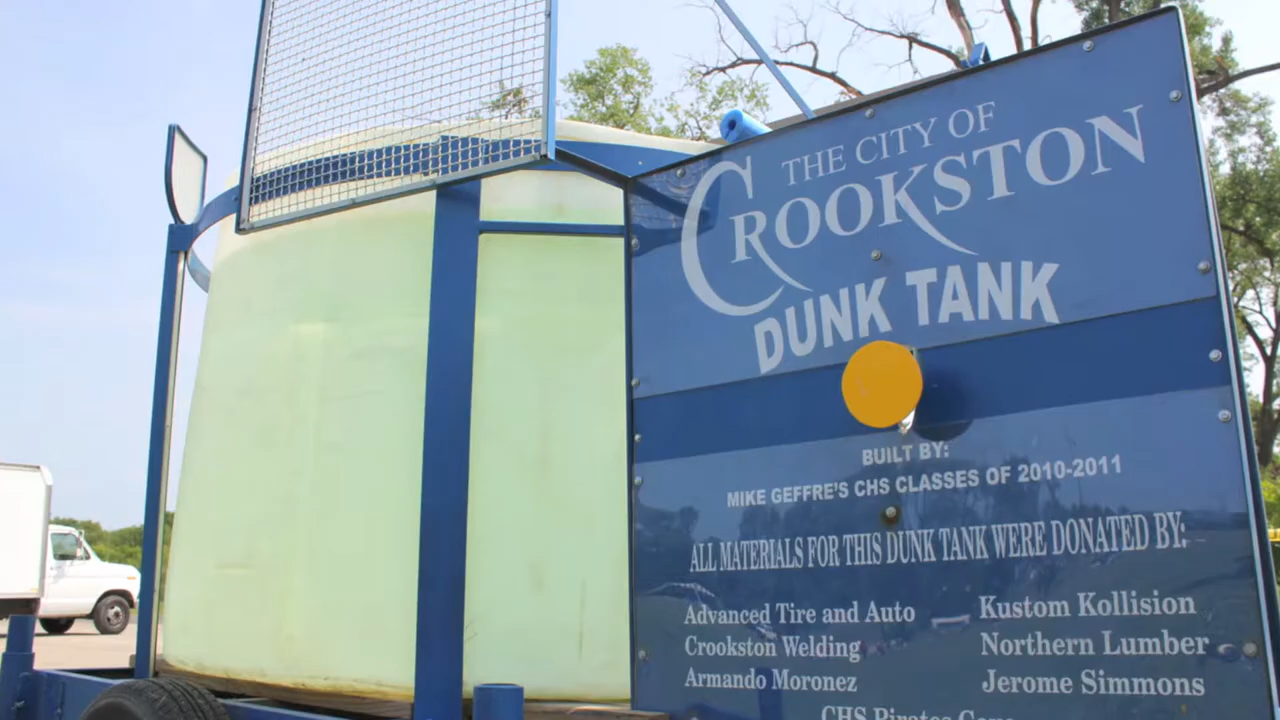 THE CITY OF
CROOKSTON
DUNK TANK
BUILT BY:
MIKE GEFFRE'S CHS CLASSES OF 2010-2011
ALL MATERIALS FOR THIS DUNK TANK WERE DONATED BY:
Advanced Tire and Auto
Kustom Kollision
Crookston Welding
Northern Lumber
Armando Moronez
Jerome Simmons
CHS Pirates